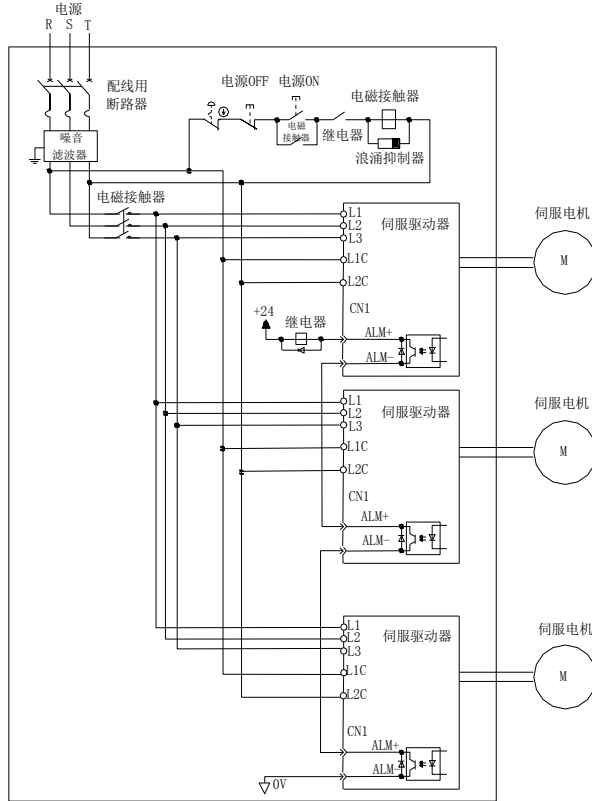 电源
R S T
配线用
断路器
电源OFF 电源ON
电磁接触器
电磁
接触器
继电器
浪涌抑制器
噪音
滤波器
电磁接触器
L1
L2
L3
L1C
L2C
伺服驱动器
伺服电机
M
CN1
+24
继电器
ALM+
ALM-
L1
L2
L3
L1C
L2C
伺服驱动器
伺服电机
M
CN1
ALM+
ALM-
L1
L2
L3
L1C
L2C
伺服驱动器
伺服电机
M
CN1
ALM+
ALM-
0V